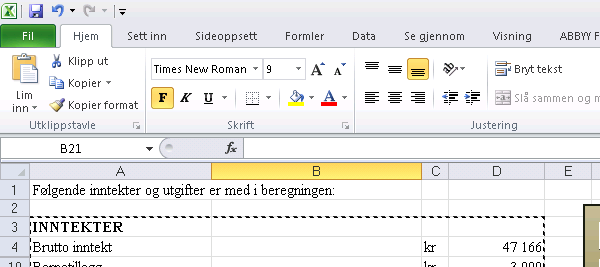 Fil Hjem Sett inn Sideoppsett Formler Data Se gjennom Visning ABBYY F
Lim inn
Klipp ut
Kopier
Kopier format
Utklippstavle
Times New Roman 9 A A
F K U A
Skrift
Bryt tekst
Slå sammen og m
Justering
B21 fx
A B C D E F G
1 Følgende inntekter og utgifter er med i beregningen:
2
3 INNTEKTER
4 Brutto inntekt kr 47 166
10 Barnetillegg kr 3 000